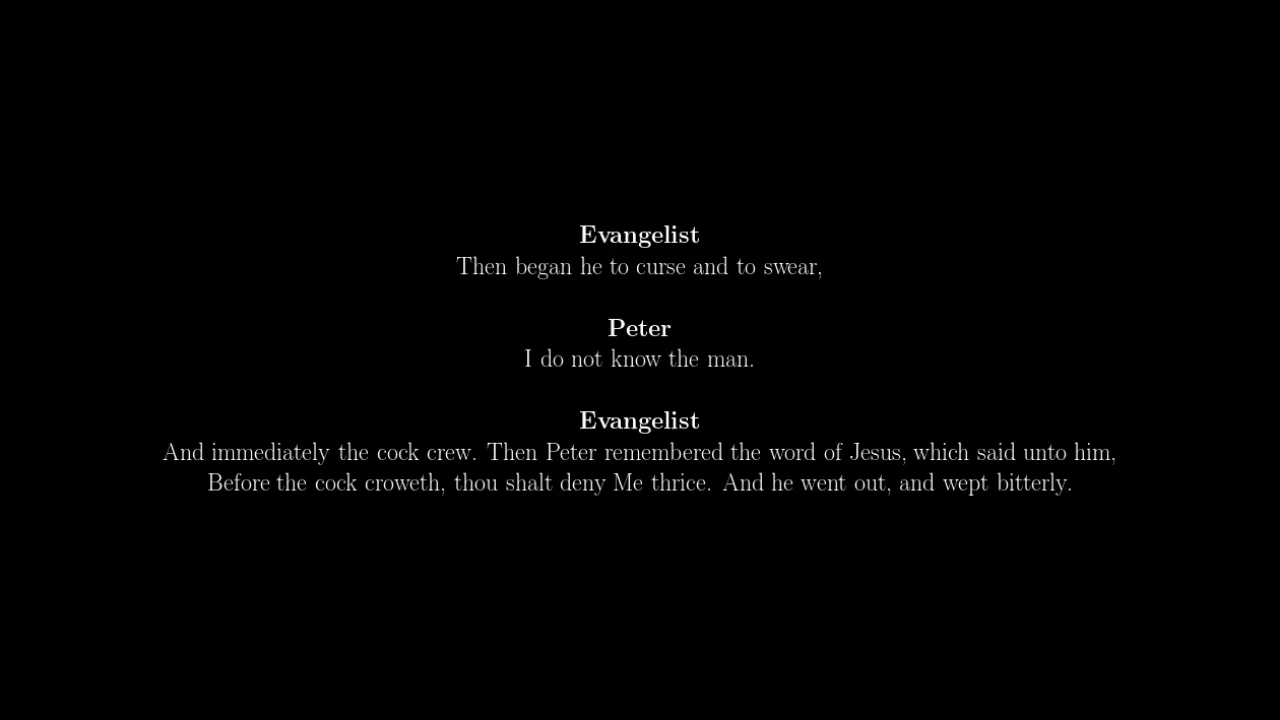 Evangelist
Then began he to curse and to swear,
Peter
I do not know the man.
Evangelist
And immediately the cock crew. Then Peter remembered the word of Jesus, which said unto him,
Before the cock croweth, thou shalt deny Me thrice. And he went out, and wept bitterly.